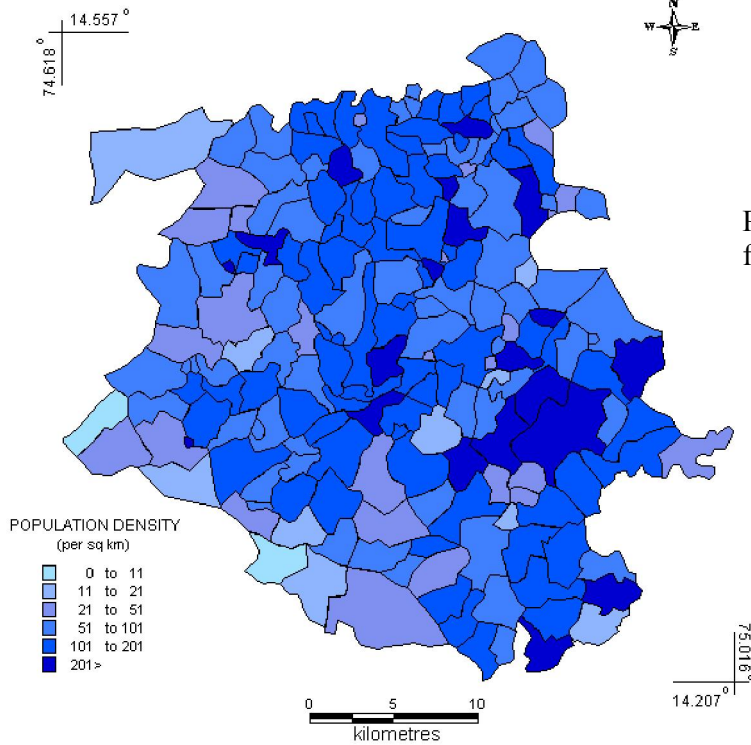 14.557 °
74.618 °
N
W E
S
POPULATION DENSITY
(per sq km)
0 to 11
11 to 21
21 to 51
51 to 101
101 to 201
201>
0 5 10
kilometres
75.016 °
14.207 °